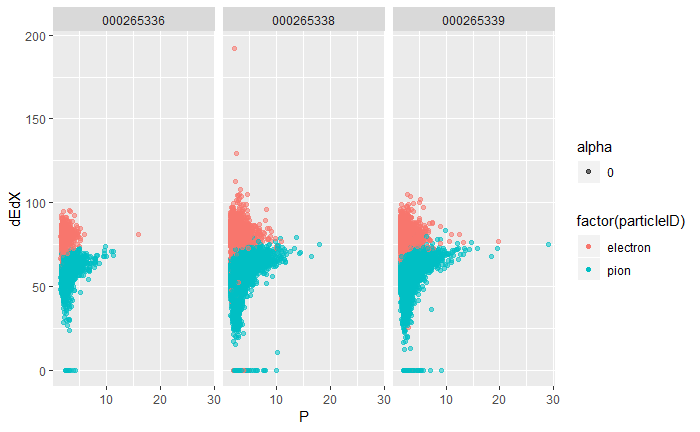 000265336 000265338 000265339
200
150
100
50
0
dEdX
10 20 30 10 20 30 10 20 30
P
alpha
0
factor(particleID)
electron
pion